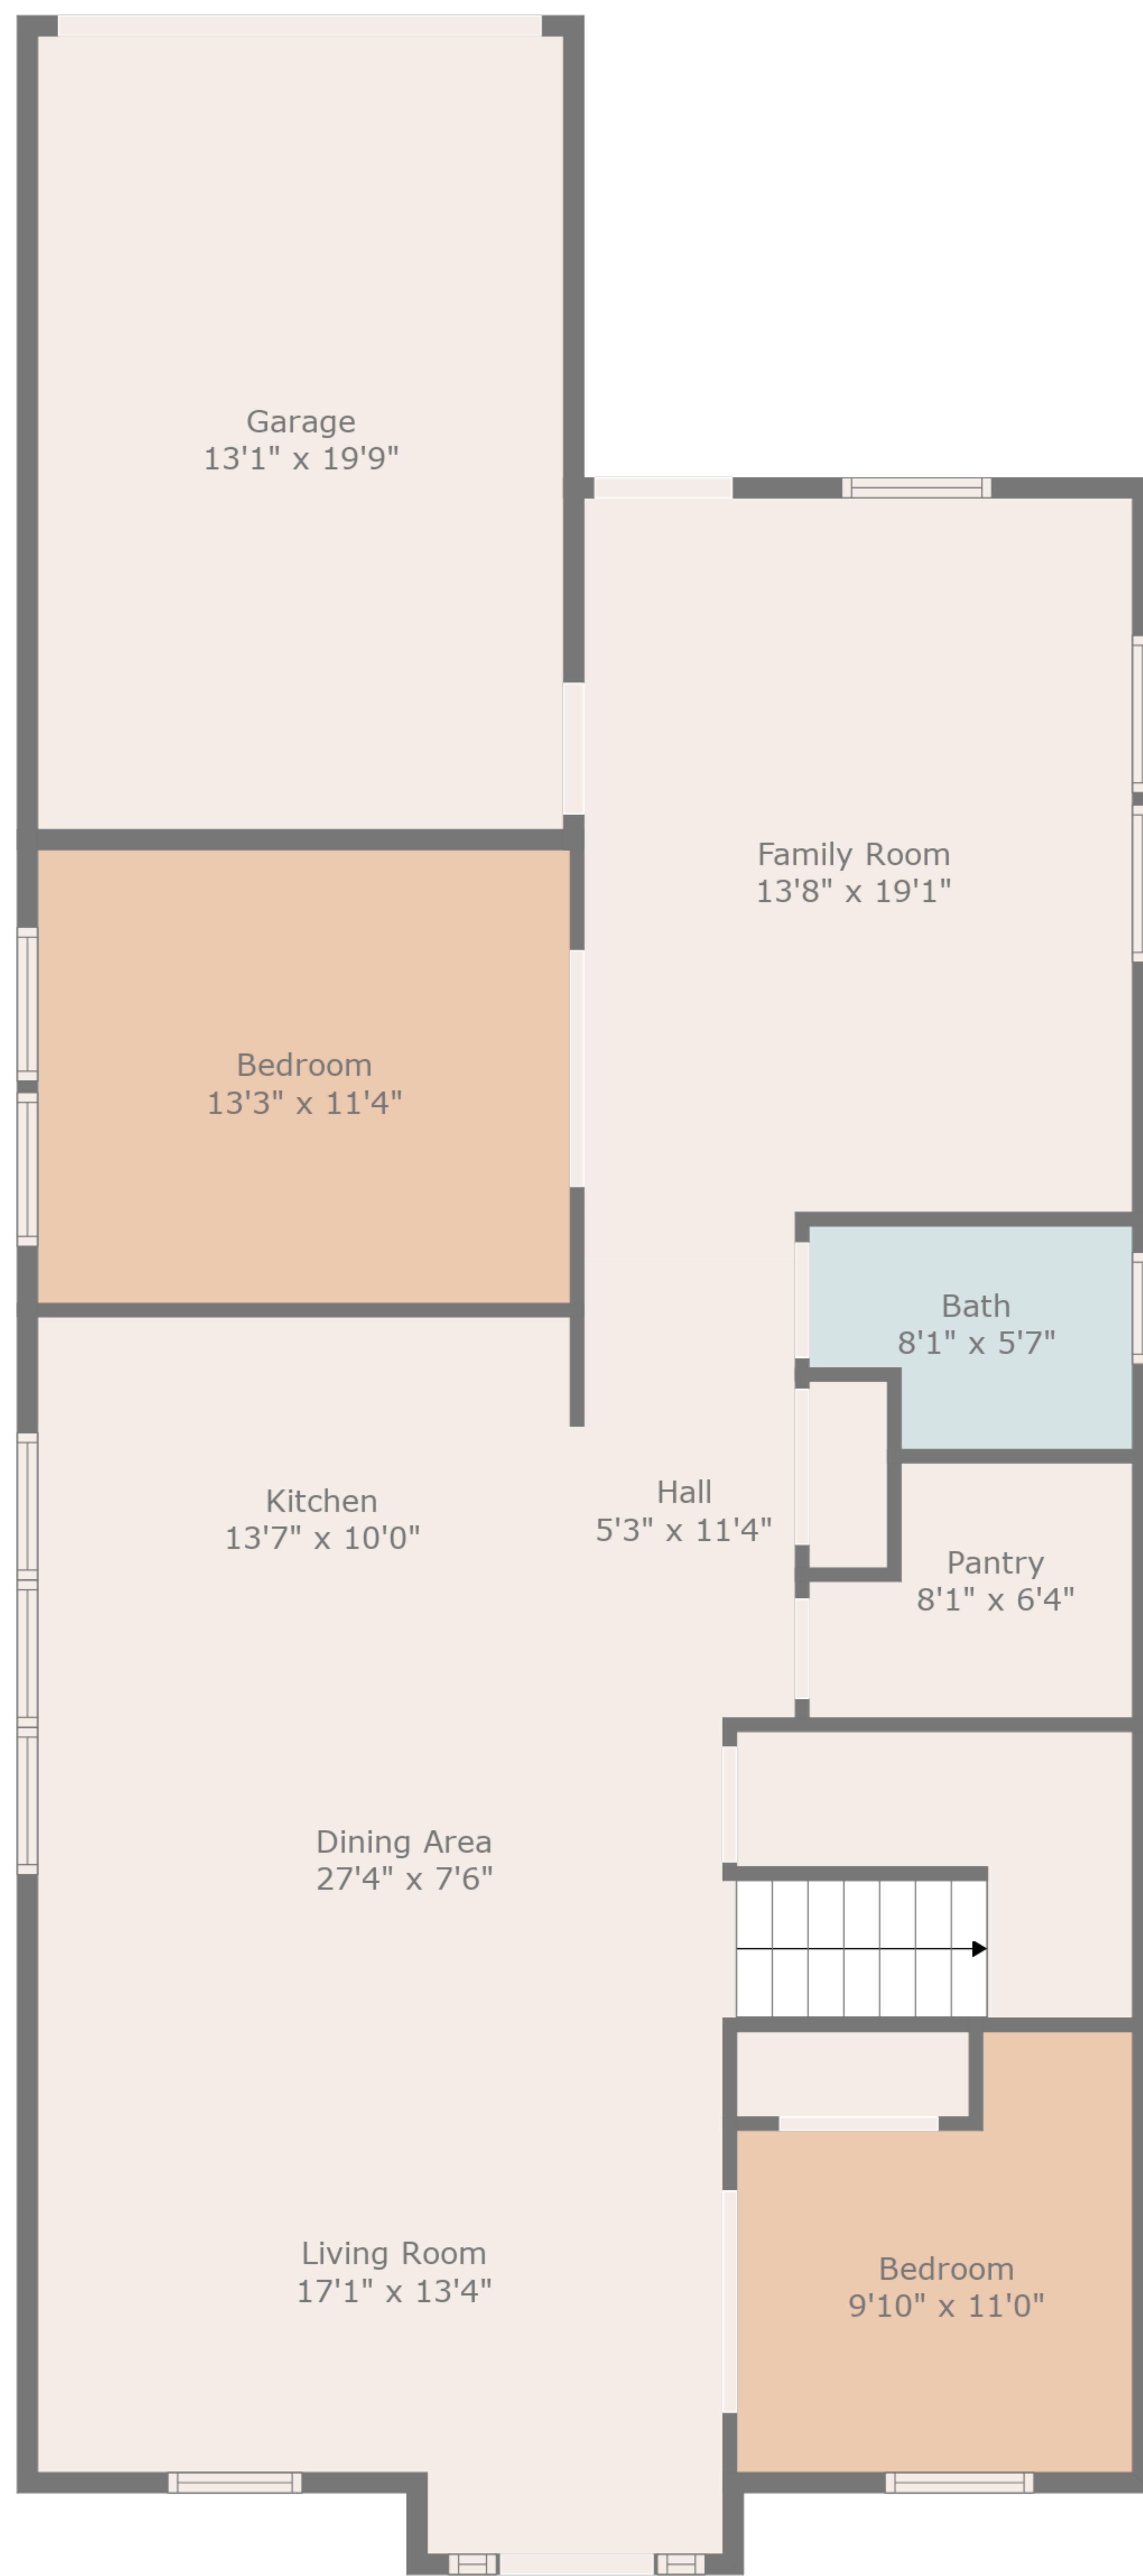 Garage
13'1" x 19'9"
Family Room
13'8" x 19'1"
Bedroom
13'3" x 11'4"
Bath
8'1" x 5'7"
Kitchen
13'7" x 10'0"
Hall
5'3" x 11'4"
Pantry
8'1" x 6'4"
Dining Area
27'4" x 7'6"
Living Room
17'1" x 13'4"
Bedroom
9'10" x 11'0"